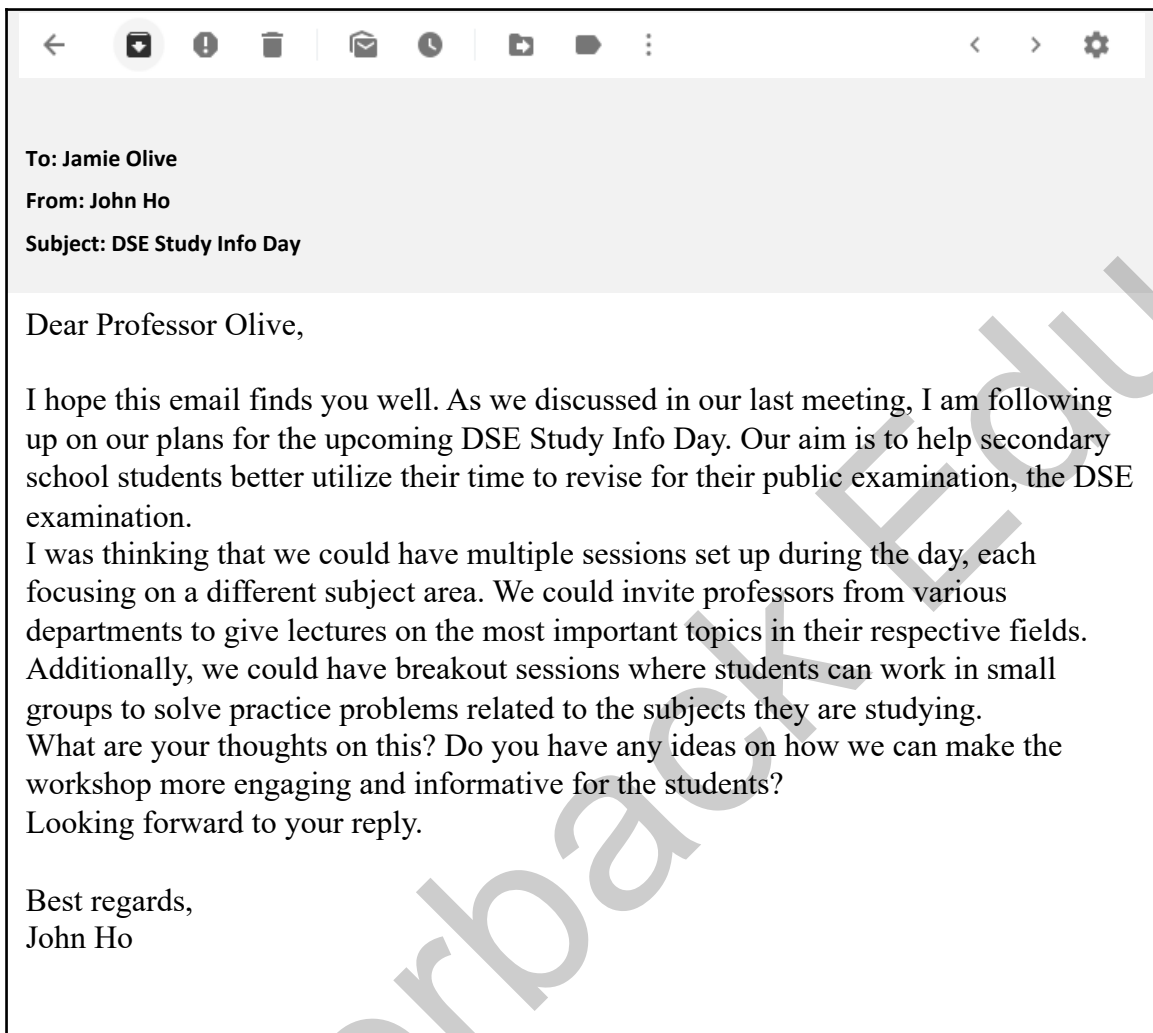 To: Jamie Olive
From: John Ho
Subject: DSE Study Info Day
Dear Professor Olive,
I hope this email finds you well. As we discussed in our last meeting, I am following
up on our plans for the upcoming DSE Study Info Day. Our aim is to help secondary
school students better utilize their time to revise for their public examination, the DSE
examination.
I was thinking that we could have multiple sessions set up during the day, each
focusing on a different subject area. We could invite professors from various
departments to give lectures on the most important topics in their respective fields.
Additionally, we could have breakout sessions where students can work in small
groups to solve practice problems related to the subjects they are studying.
What are your thoughts on this? Do you have any ideas on how we can make the
workshop more engaging and informative for the students?
Looking forward to your reply.
Best regards,
John Ho